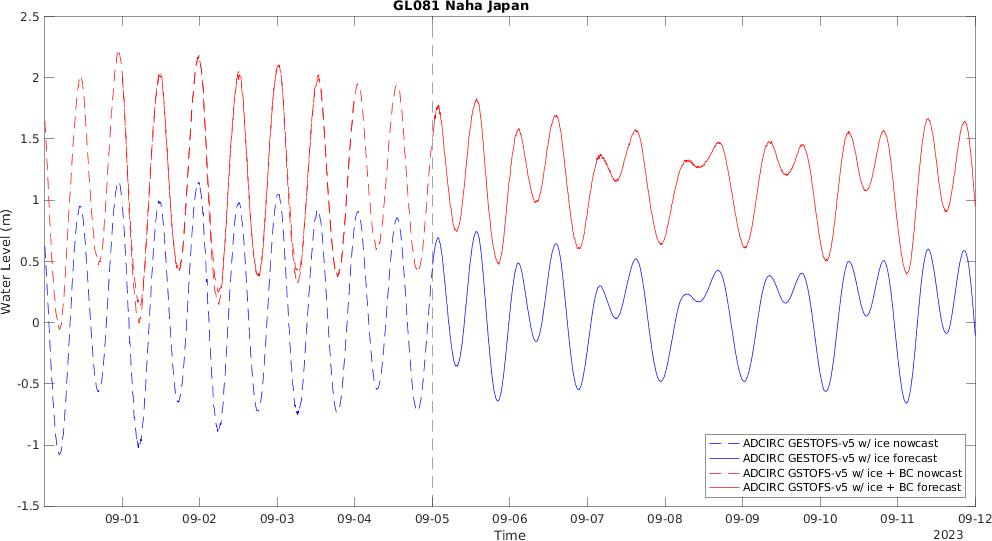 GL081 Naha Japan
2.5
2
1.5
1
0.5
0
-0.5
-1
-1.5
Water Level (m)
ADCIRC GESTOFS-v5 w/ ice nowcast
ADCIRC GESTOFS-v5 w/ ice forecast
ADCIRC GSTOFS-v5 w/ ice + BC nowcast
ADCIRC GSTOFS-v5 w/ ice + BC forecast
09-01 09-02 09-03 09-04 09-05 09-06 09-07 09-08 09-09 09-10 09-11 09-12
Time
2023